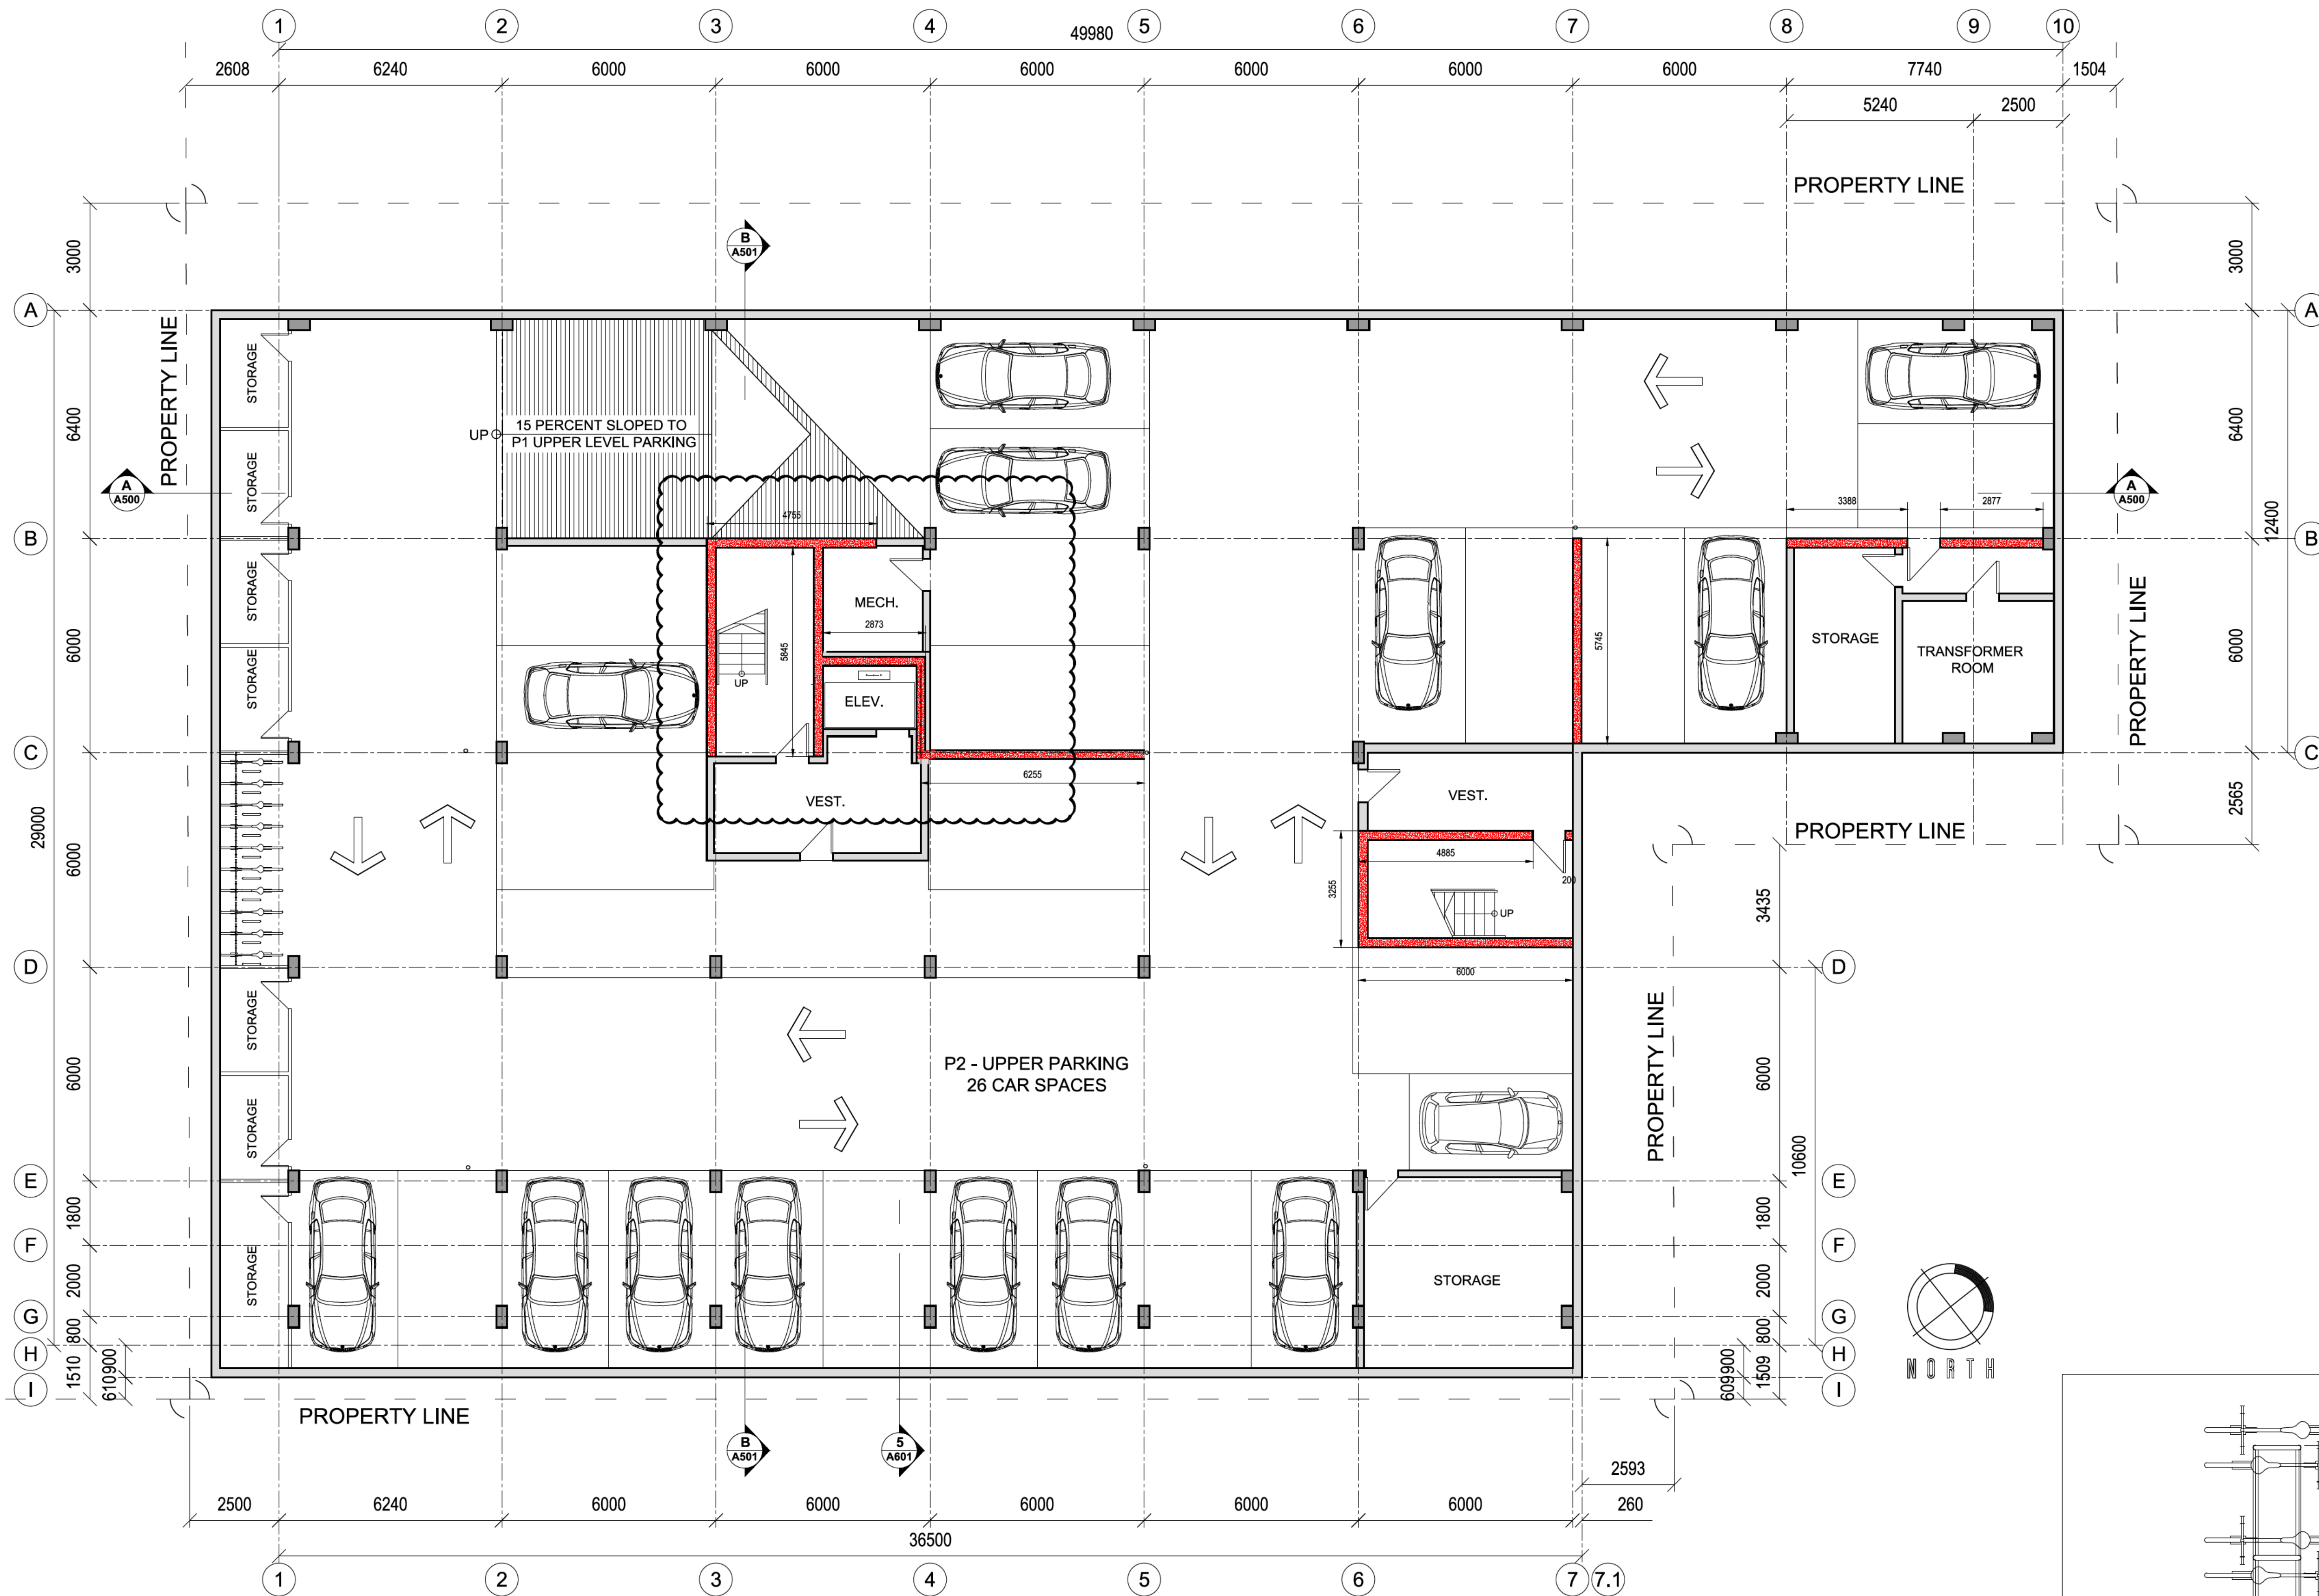 1 2 3 4 5 6 7 8 9 10
49980
2608 6240 6000 6000 6000 6000 6000 6000 7740 1504
5240 2500
PROPERTY LINE
3000 3000
B
A501
A A
PROPERTY LINE
STORAGE
6400 6400
15 PERCENT SLOPED TO
UP P1 UPPER LEVEL PARKING
STORAGE
A
A500
A
A500
4755 3388 2877
12400
B B
STORAGE
6000 6000
MECH.
2873
5845
5745
STORAGE
TRANSFORMER
ROOM
PROPERTY LINE
STORAGE
UP
ELEV.
C C
6255
VEST.
VEST.
2565
PROPERTY LINE
29000
6000
4885
200
3255
UP
3435
D D
6000
STORAGE
PROPERTY LINE
P2 - UPPER PARKING
26 CAR SPACES
6000 6000
STORAGE
10600
E E
1800 1800
F F
STORAGE
STORAGE
2000 2000
G G
800 800
H H
1510 610 900
609 900 1509
I I
NORTH
PROPERTY LINE
B
A501
5
A601
2593
2500 6240 6000 6000 6000 6000 6000 260
36500
1 2 3 4 5 6 7 7.1